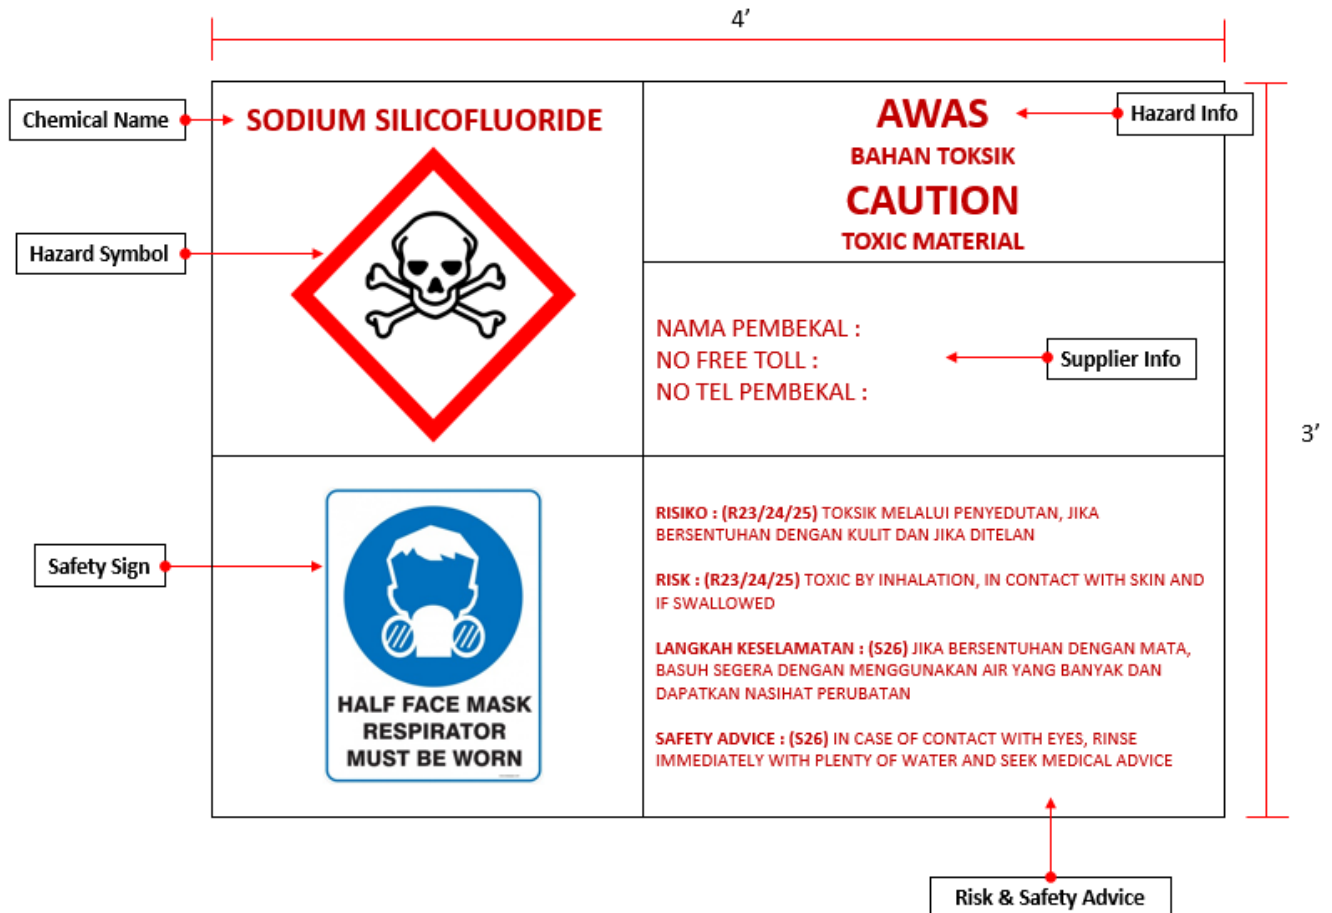 4’
Chemical Name
SODIUM SILICOFLUORIDE
AWAS
Hazard Info
BAHAN TOKSIK
CAUTION
TOXIC MATERIAL
Hazard Symbol
NAMA PEMBEKAL :
NO FREE TOLL :
NO TEL PEMBEKAL :
Supplier Info
3’
Safety Sign
HALF FACE MASK
RESPIRATOR
MUST BE WORN
RISIKO : (R23/24/25) TOKSIK MELALUI PENYEDUTAN, JIKA
BERSENTUHAN DENGAN KULIT DAN JIKA DITELAN
RISK : (R23/24/25) TOXIC BY INHALATION, IN CONTACT WITH SKIN AND
IF SWALLOWED
LANGKAH KESELAMATAN : (S26) JIKA BERSENTUHAN DENGAN MATA,
BASUH SEGERA DENGAN MENGGUNAKAN AIR YANG BANYAK DAN
DAPATKAN NASIHAT PERUBATAN
SAFETY ADVICE : (S26) IN CASE OF CONTACT WITH EYES, RINSE
IMMEDIATELY WITH PLENTY OF WATER AND SEEK MEDICAL ADVICE
Risk & Safety Advice